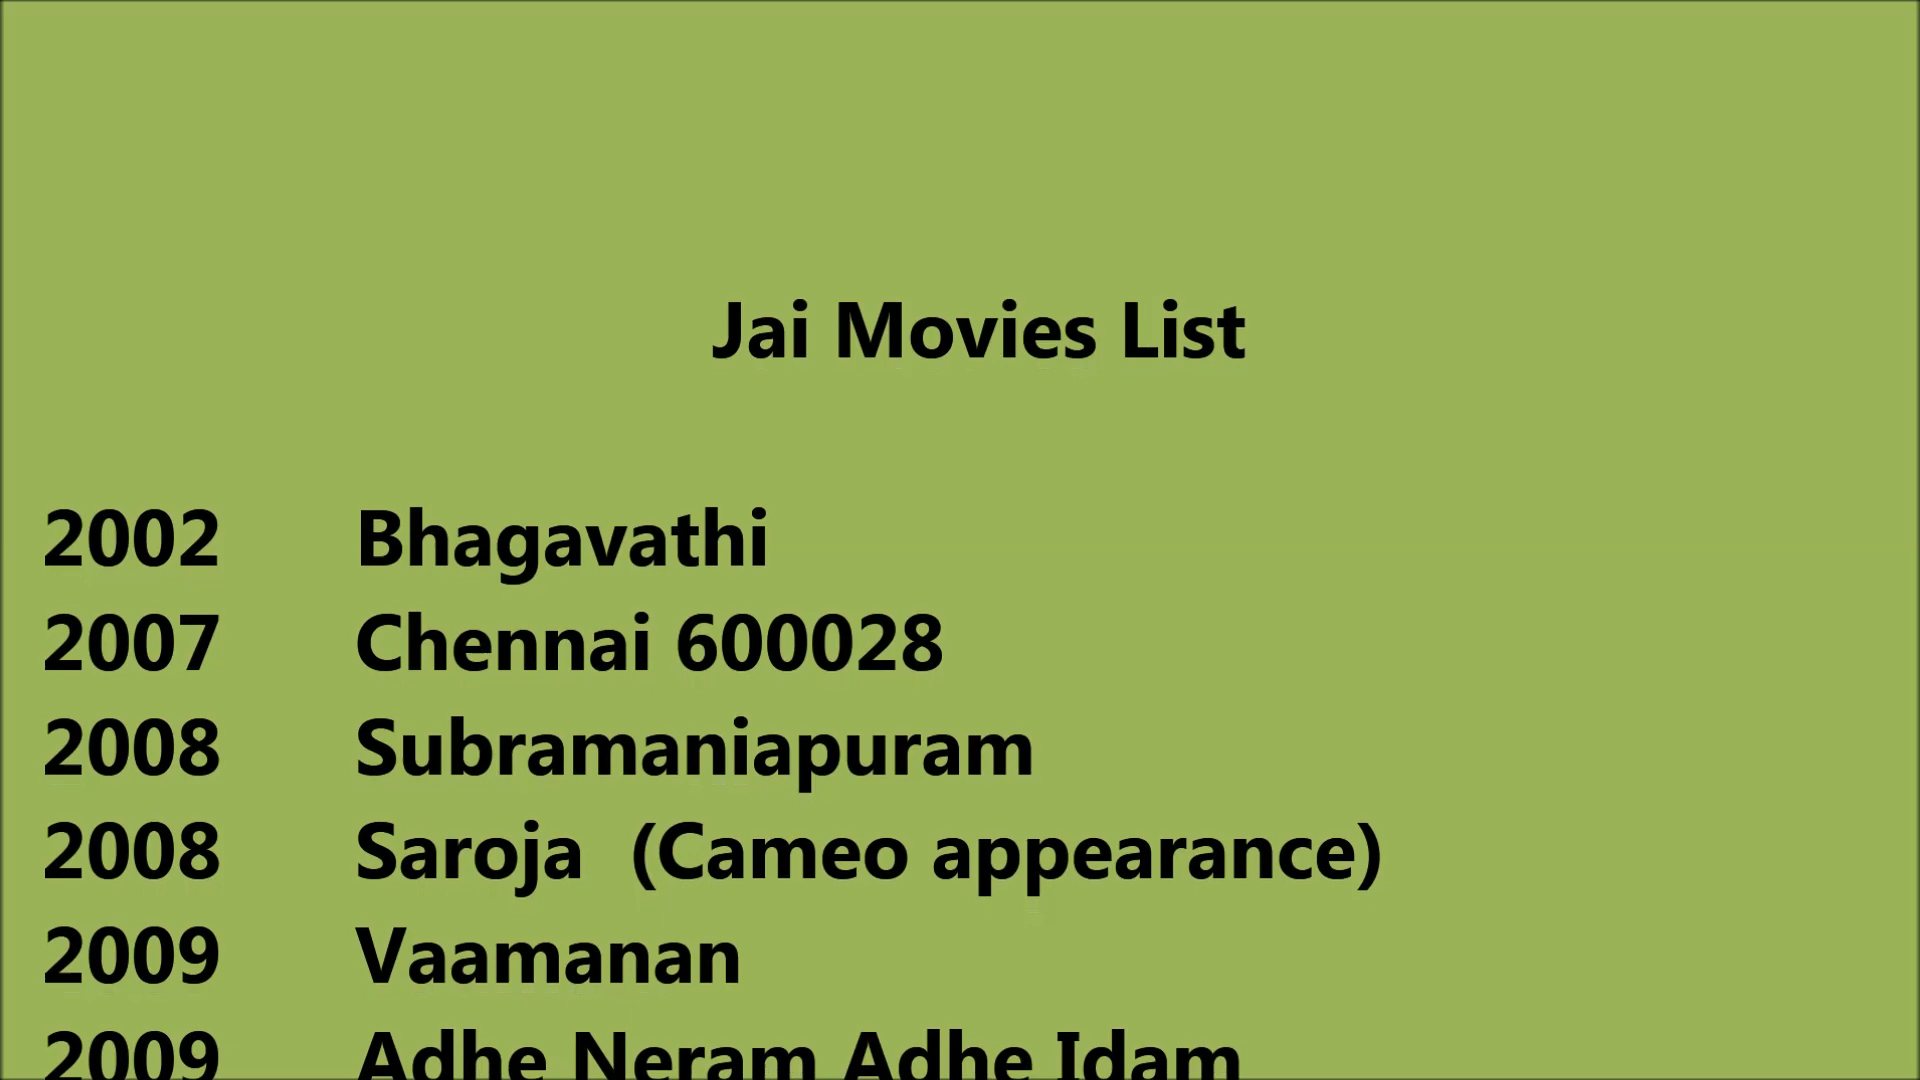 Jai Movies List
2002 Bhagavathi
2007 Chennai 600028
2008 Subramaniapuram
2008 Saroja (Cameo appearance)
2009 Vaamanan
2009 Adhe Neram Adhe Idam